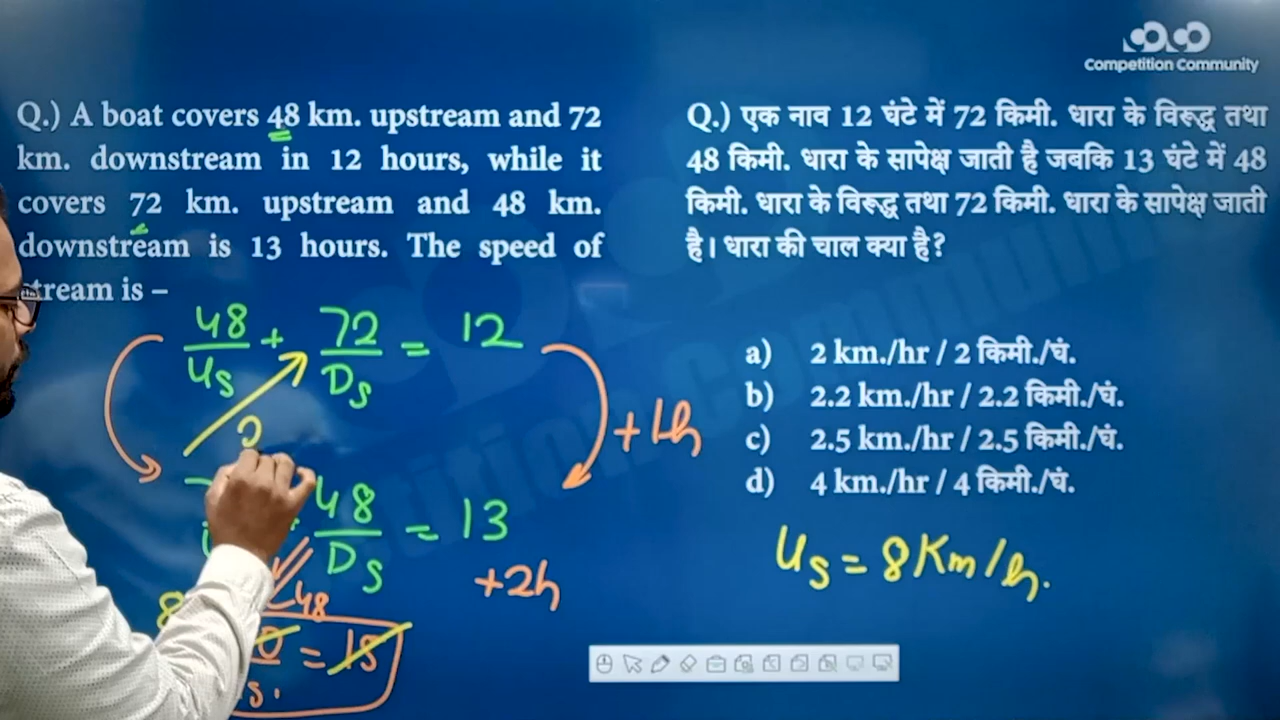 Competition Community
Q.) A boat covers 48 km. upstream and 72
km. downstream in 12 hours, while it
covers 72 km. upstream and 48 km.
downstream is 13 hours. The speed of
stream is –
Q.) एक नाव 12 घंटे में 72 किमी. धारा के विरूद्ध तथा
48 किमी. धारा के सापेक्ष जाती है जबकि 13 घंटे में 48
किमी. धारा के विरूद्ध तथा 72 किमी. धारा के सापेक्ष जाती
है। धारा की चाल क्या है?
a) 2 km./hr / 2 किमी./घं.
b) 2.2 km./hr / 2.2 किमी./घं.
c) 2.5 km./hr / 2.5 किमी./घं.
d) 4 km./hr / 4 किमी./घं.
48/Us + 72/Ds = 12
+1h
48/Ds = 13
+2h
48
= 15
Us = 8 Km/h.